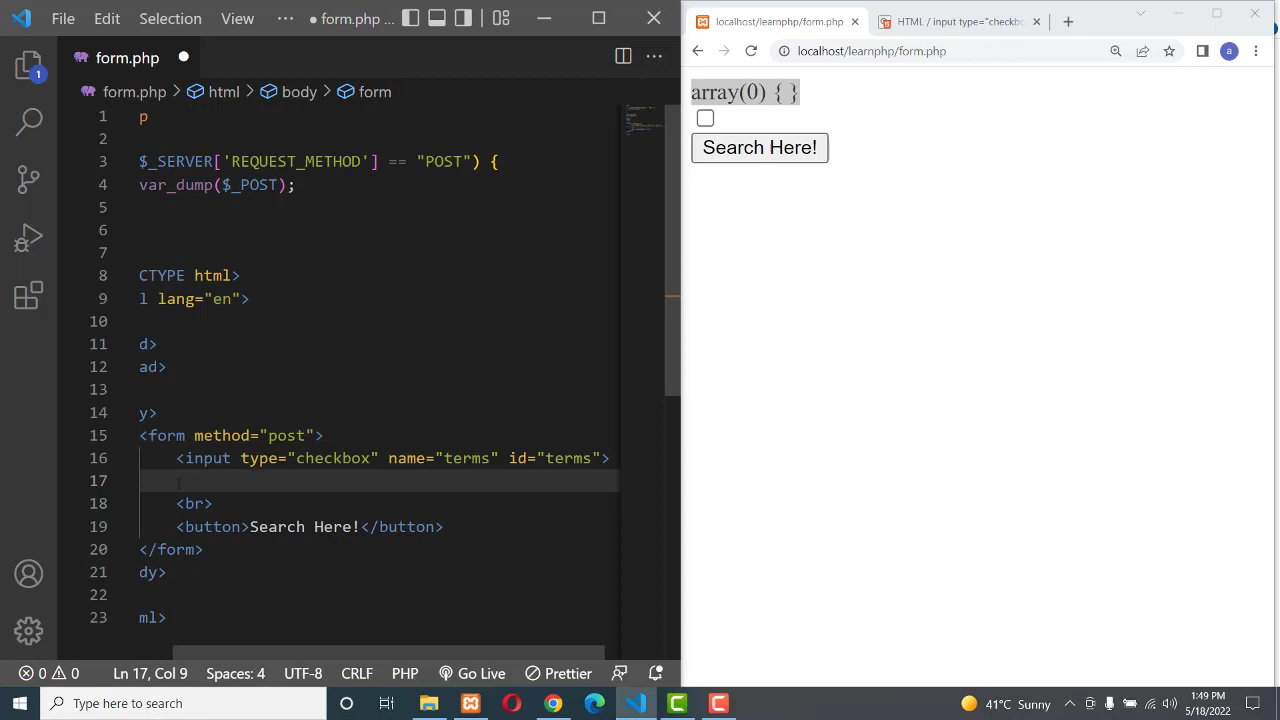 File Edit Selection View ··· ● form.php ...
form.php ●
form.php > html > body > form
1 p
2
3 $_SERVER['REQUEST_METHOD'] == "POST") {
4 var_dump($_POST);
5
6
7
8 CTYPE html>
9 l lang="en">
10
11 d>
12 ad>
13
14 y>
15 <form method="post">
16 <input type="checkbox" name="terms" id="terms">
17
18 <br>
19 <button>Search Here!</button>
20 </form>
21 dy>
22
23 ml>
1
0 0 Ln 17, Col 9 Spaces: 4 UTF-8 CRLF PHP Go Live Prettier
localhost/learnphp/form.php HTML / input type="checkbo
localhost/learnphp/form.php
a
array(0) { }
Search Here!
Type here to search
41°C Sunny
1:49 PM
5/18/2022